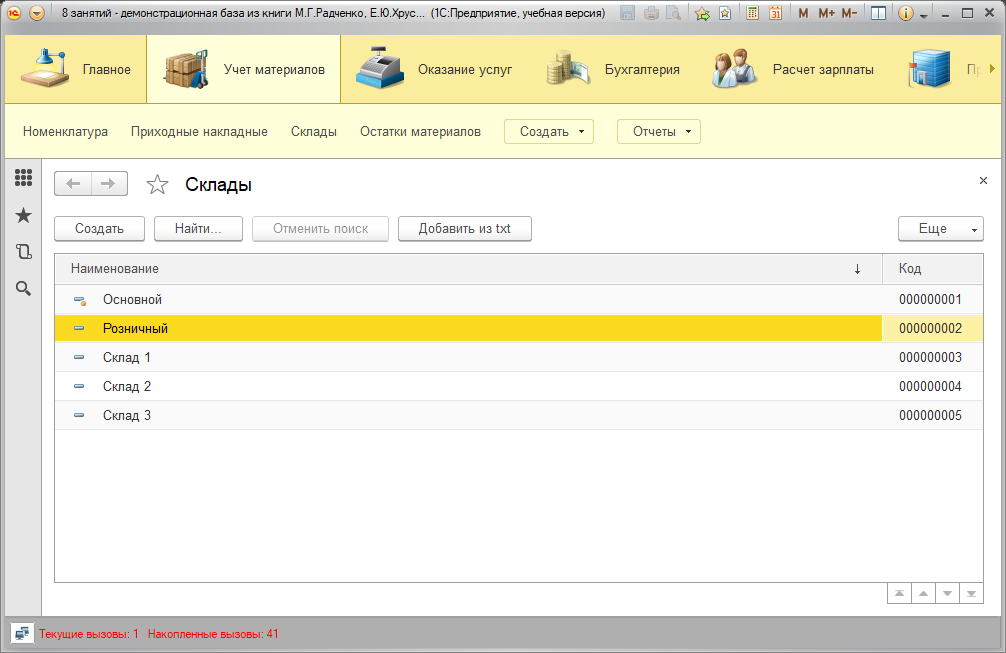 8 занятий - демонстрационная база из книги М.Г.Радченко, Е.Ю.Хрус... (1С:Предприятие, учебная версия) 31 M M+ M-
Главное Учет материалов Оказание услуг Бухгалтерия Расчет зарплаты
Номенклатура Приходные накладные Склады Остатки материалов Создать Отчеты
Склады
Создать Найти... Отменить поиск Добавить из txt Еще
Наименование ↓ Код
Основной 000000001
Розничный 000000002
Склад 1 000000003
Склад 2 000000004
Склад 3 000000005
Текущие вызовы: 1 Накопленные вызовы: 41